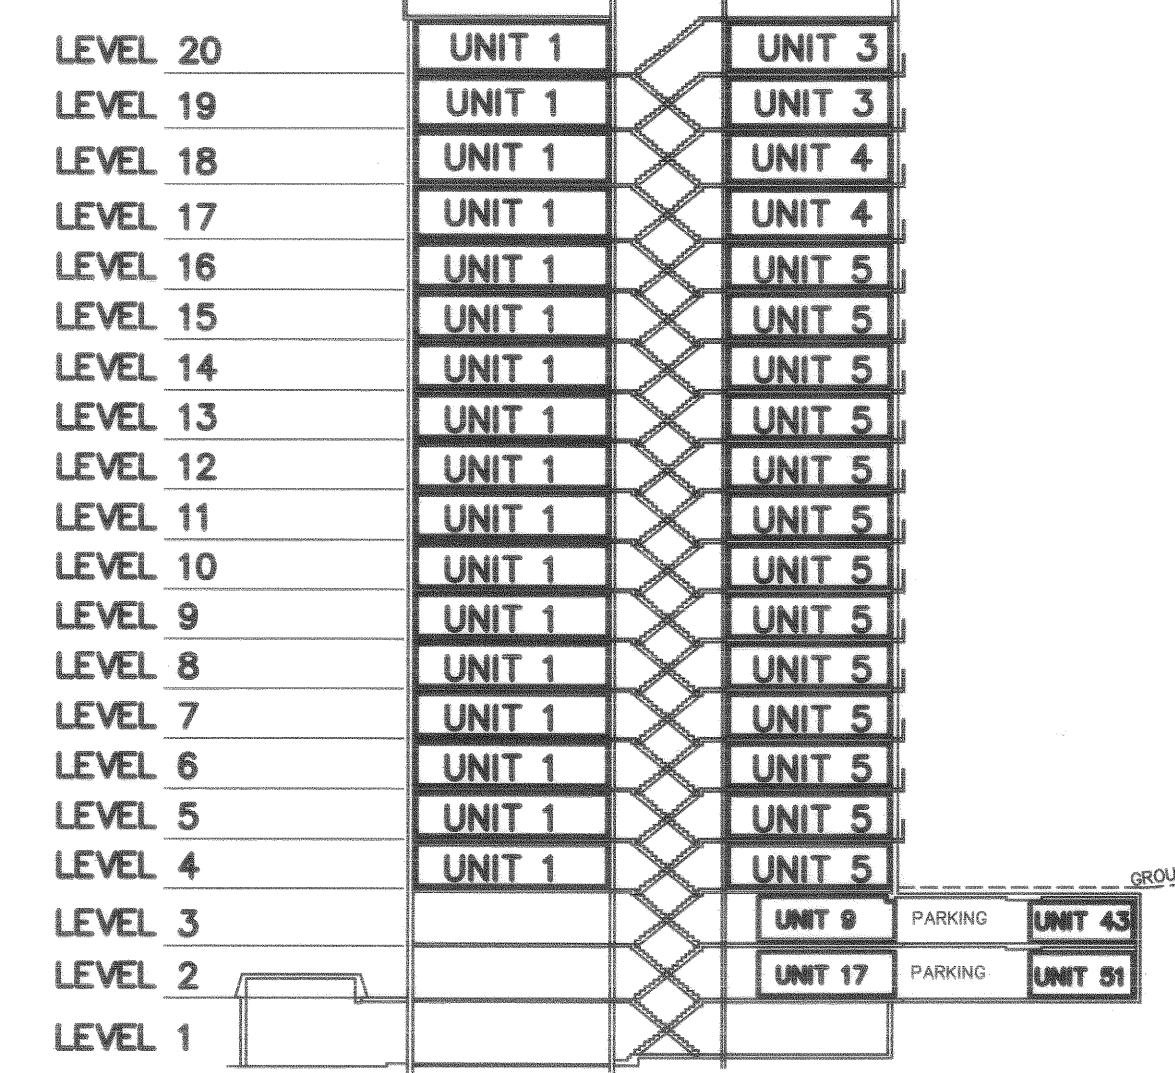 LEVEL 20 UNIT 1 UNIT 3
LEVEL 19 UNIT 1 UNIT 3
LEVEL 18 UNIT 1 UNIT 4
LEVEL 17 UNIT 1 UNIT 4
LEVEL 16 UNIT 1 UNIT 5
LEVEL 15 UNIT 1 UNIT 5
LEVEL 14 UNIT 1 UNIT 5
LEVEL 13 UNIT 1 UNIT 5
LEVEL 12 UNIT 1 UNIT 5
LEVEL 11 UNIT 1 UNIT 5
LEVEL 10 UNIT 1 UNIT 5
LEVEL 9 UNIT 1 UNIT 5
LEVEL 8 UNIT 1 UNIT 5
LEVEL 7 UNIT 1 UNIT 5
LEVEL 6 UNIT 1 UNIT 5
LEVEL 5 UNIT 1 UNIT 5
LEVEL 4 UNIT 1 UNIT 5
GROU
LEVEL 3 UNIT 9 PARKING UNIT 43
LEVEL 2 UNIT 17 PARKING UNIT 51
LEVEL 1